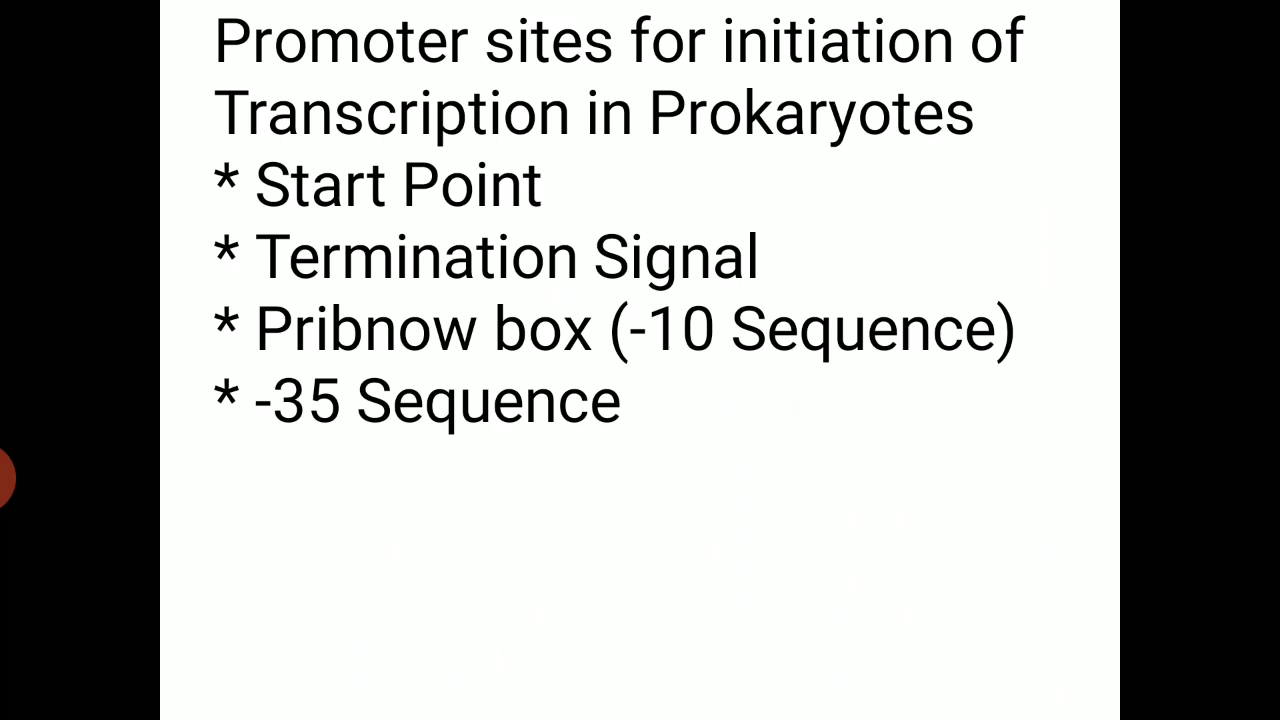 Promoter sites for initiation of
Transcription in Prokaryotes
* Start Point
* Termination Signal
* Pribnow box (-10 Sequence)
* -35 Sequence